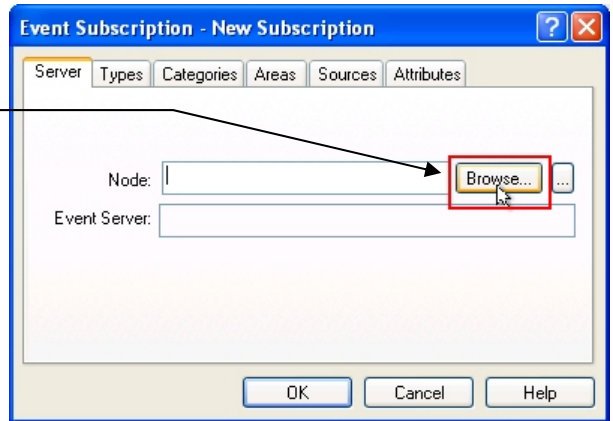 Event Subscription - New Subscription
Server Types Categories Areas Sources Attributes
Node: Browse... ...
Event Server:
OK Cancel Help